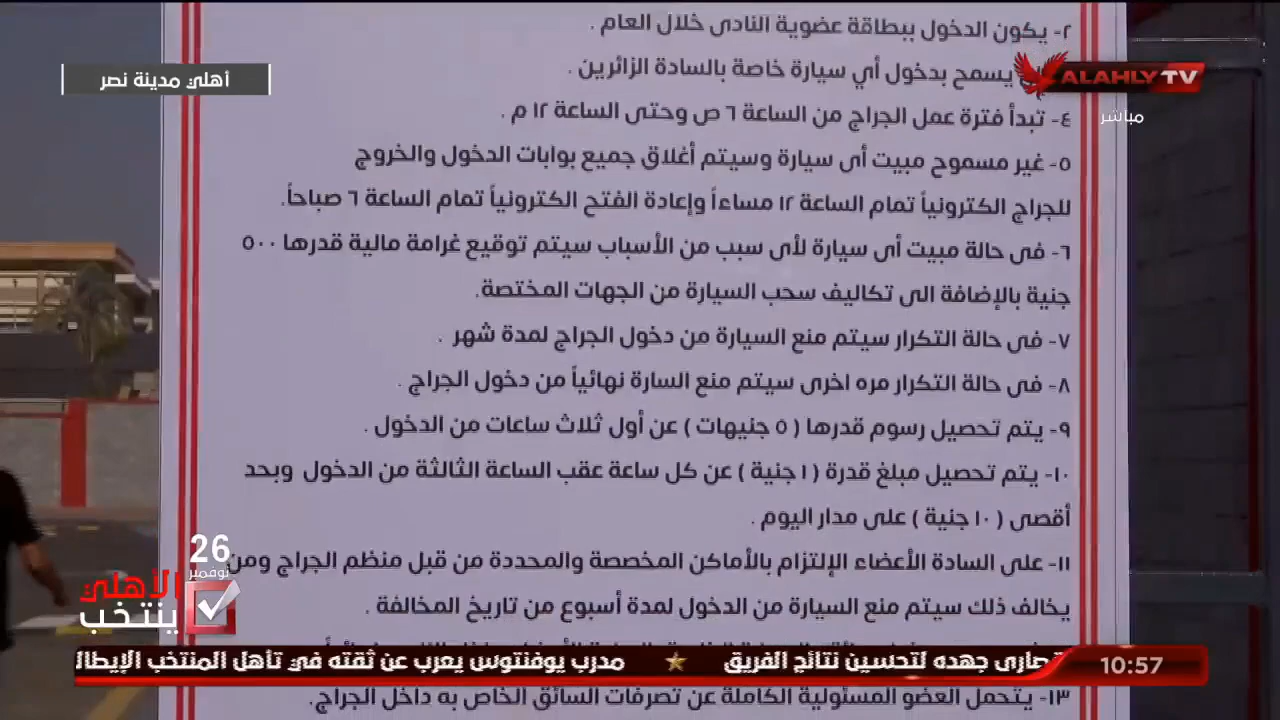 ٢- يكون الدخول ببطاقة عضوية النادى خلال العام .
يسمح بدخول أي سيارة خاصة بالسادة الزائرين .
٤- تبدأ فترة عمل الجراج من الساعة ٦ ص وحتى الساعة ١٢ م .
٥- غير مسموح مبيت أى سيارة وسيتم أغلاق جميع بوابات الدخول والخروج
للجراج الكترونياً تمام الساعة ١٢ مساءاً وإعادة الفتح الكترونياً تمام الساعة ٦ صباحاً.
٦- فى حالة مبيت أى سيارة لأى سبب من الأسباب سيتم توقيع غرامة مالية قدرها ٥٠٠
جنية بالإضافة الى تكاليف سحب السيارة من الجهات المختصة.
٧- فى حالة التكرار سيتم منع السيارة من دخول الجراج لمدة شهر .
٨- فى حالة التكرار مره اخرى سيتم منع السارة نهائياً من دخول الجراج .
٩- يتم تحصيل رسوم قدرها ( ٥ جنيهات ) عن أول ثلاث ساعات من الدخول .
١٠- يتم تحصيل مبلغ قدرة ( ١ جنية ) عن كل ساعة عقب الساعة الثالثة من الدخول وبحد
أقصى ( ١٠ جنية ) على مدار اليوم .
١١- على السادة الأعضاء الإلتزام بالأماكن المخصصة والمحددة من قبل منظم الجراج ومن
يخالف ذلك سيتم منع السيارة من الدخول لمدة أسبوع من تاريخ المخالفة .
١٣- يتحمل العضو المسئولية الكاملة عن تصرفات السائق الخاص به داخل الجراج.
أهلي مدينة نصر
ALAHLY TV
مباشر
26
نوفمبر
الأهلي
ينتخب
قصارى جهده لتحسين نتائج الفريق ★ مدرب يوفنتوس يعرب عن ثقته في تأهل المنتخب الإيطال
10:57